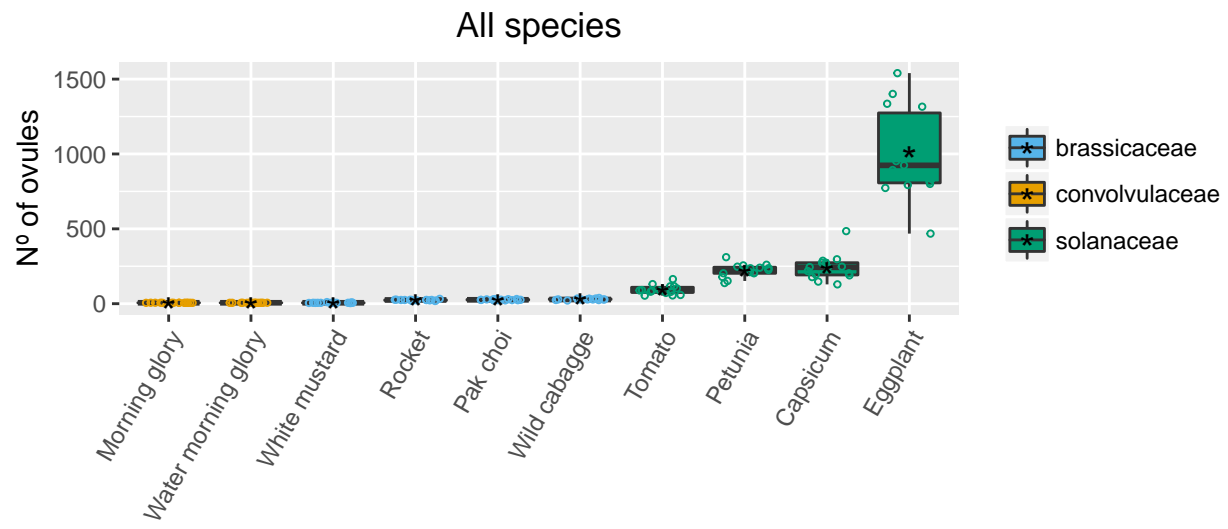 All species
Nº of ovules
1500
1000
500
0
Morning glory
Water morning glory
White mustard
Rocket
Pak choi
Wild cabagge
Tomato
Petunia
Capsicum
Eggplant
brassicaceae
convolvulaceae
solanaceae